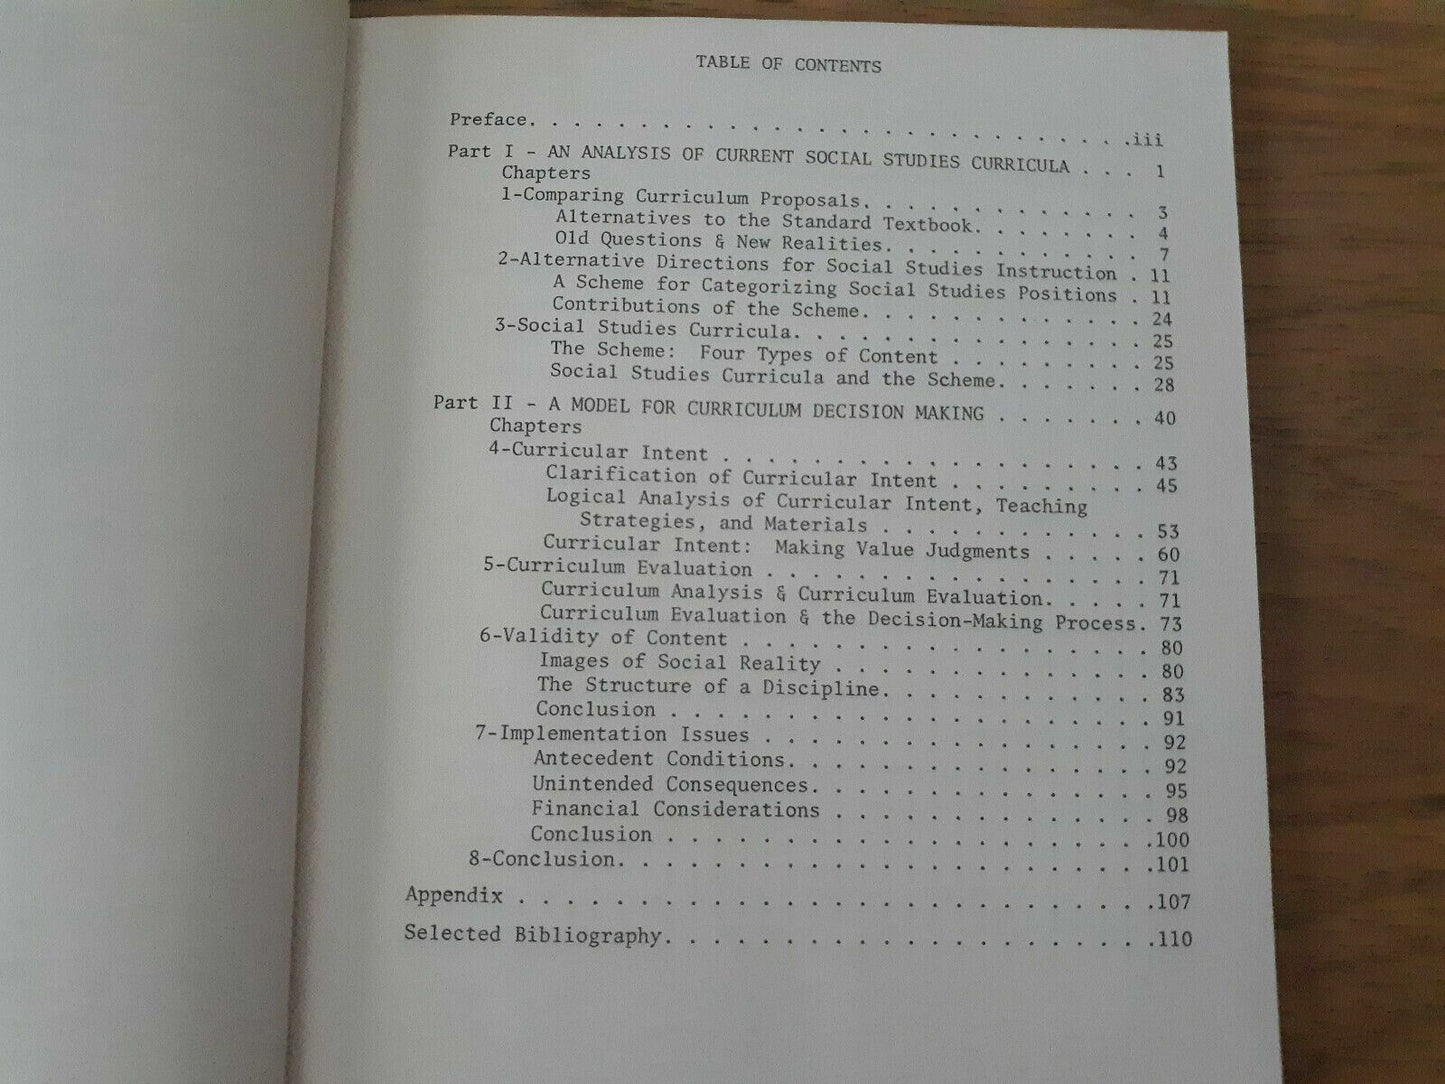 TABLE OF CONTENTS
Preface. . . . . . . . . . . . . . . . . . . . . . . . . . . .iii
Part I - AN ANALYSIS OF CURRENT SOCIAL STUDIES CURRICULA . . . 1
Chapters
1-Comparing Curriculum Proposals. . . . . . . . . . . . . 3
Alternatives to the Standard Textbook. . . . . . . . 4
Old Questions & New Realities. . . . . . . . . . . . 7
2-Alternative Directions for Social Studies Instruction . 11
A Scheme for Categorizing Social Studies Positions . 11
Contributions of the Scheme. . . . . . . . . . . . . 24
3-Social Studies Curricula. . . . . . . . . . . . . . . . 25
The Scheme: Four Types of Content . . . . . . . . . 25
Social Studies Curricula and the Scheme. . . . . . . 28
Part II - A MODEL FOR CURRICULUM DECISION MAKING . . . . . . . 40
Chapters
4-Curricular Intent . . . . . . . . . . . . . . . . . . . 43
Clarification of Curricular Intent . . . . . . . . . 45
Logical Analysis of Curricular Intent, Teaching
Strategies, and Materials . . . . . . . . . . . . 53
Curricular Intent: Making Value Judgments . . . . . 60
5-Curriculum Evaluation . . . . . . . . . . . . . . . . . 71
Curriculum Analysis & Curriculum Evaluation. . . . . 71
Curriculum Evaluation & the Decision-Making Process. 73
6-Validity of Content . . . . . . . . . . . . . . . . . . 80
Images of Social Reality . . . . . . . . . . . . . . 80
The Structure of a Discipline. . . . . . . . . . . . 83
Conclusion . . . . . . . . . . . . . . . . . . . . . 91
7-Implementation Issues . . . . . . . . . . . . . . . . . 92
Antecedent Conditions. . . . . . . . . . . . . . . . 92
Unintended Consequences. . . . . . . . . . . . . . . 95
Financial Considerations . . . . . . . . . . . . . . 98
Conclusion . . . . . . . . . . . . . . . . . . . . .100
8-Conclusion. . . . . . . . . . . . . . . . . . . . . . .101
Appendix . . . . . . . . . . . . . . . . . . . . . . . . . . .107
Selected Bibliography. . . . . . . . . . . . . . . . . . . . .110